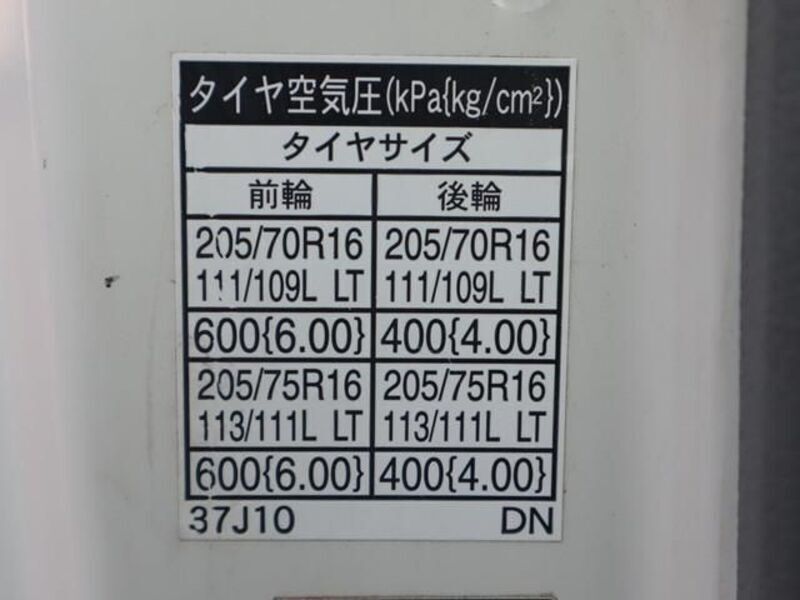 タイヤ空気圧(kPa{kg/cm²})
タイヤサイズ
前輪 後輪
205/70R16 205/70R16
111/109L LT 111/109L LT
600{6.00} 400{4.00}
205/75R16 205/75R16
113/111L LT 113/111L LT
600{6.00} 400{4.00}
37J10 DN